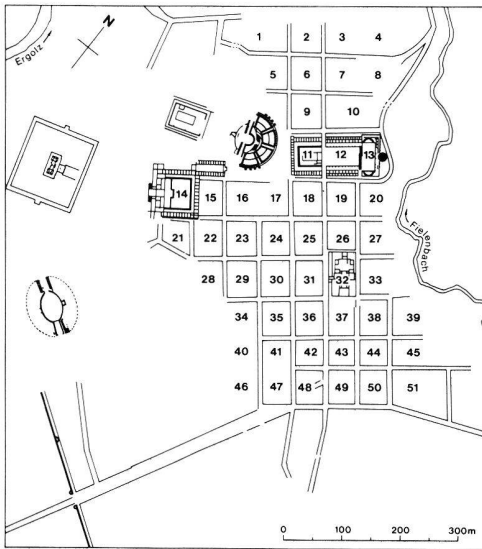 N
Ergolz
1 2 3 4
5 6 7 8
9 10
11 12 13
14 15 16 17 18 19 20
21 22 23 24 25 26 27
Fielenbach
28 29 30 31 32 33
34 35 36 37 38 39
40 41 42 43 44 45
46 47 48 49 50 51
0 100 200 300m